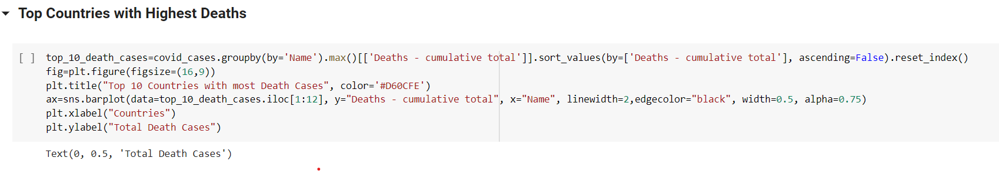 Top Countries with Highest Deaths
[ ] top_10_death_cases=covid_cases.groupby(by='Name').max()[['Deaths - cumulative total']].sort_values(by=['Deaths - cumulative total'], ascending=False).reset_index()
fig=plt.figure(figsize=(16,9))
plt.title("Top 10 Countries with most Death Cases", color='#D60CFE')
ax=sns.barplot(data=top_10_death_cases.iloc[1:12], y="Deaths - cumulative total", x="Name", linewidth=2,edgecolor="black", width=0.5, alpha=0.75)
plt.xlabel("Countries")
plt.ylabel("Total Death Cases")
Text(0, 0.5, 'Total Death Cases')